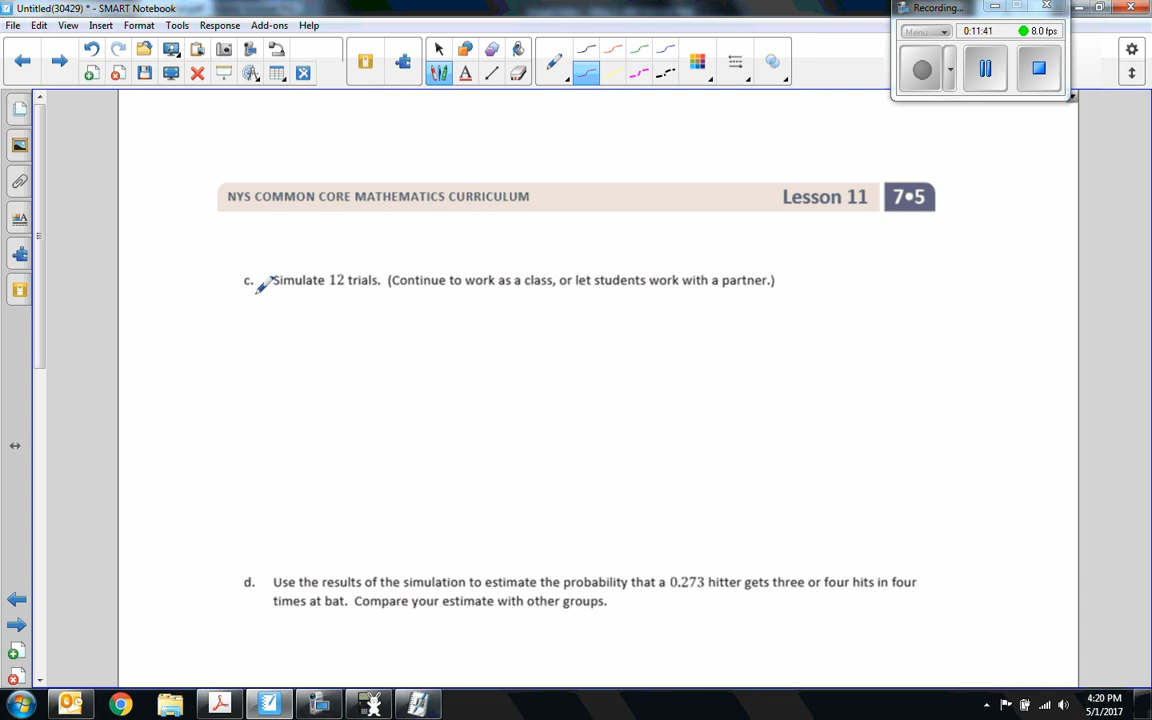 Untitled(30429) * - SMART Notebook
Recording...
File Edit View Insert Format Tools Response Add-ons Help
Menu 0:11:41 8.0 fps
NYS COMMON CORE MATHEMATICS CURRICULUM Lesson 11 7•5
c. Simulate 12 trials. (Continue to work as a class, or let students work with a partner.)
d. Use the results of the simulation to estimate the probability that a 0.273 hitter gets three or four hits in four
times at bat. Compare your estimate with other groups.
4:20 PM
5/1/2017